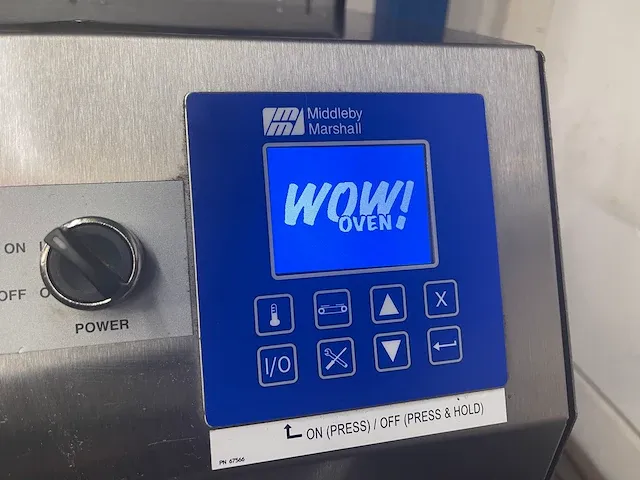 Middleby
Marshall
WOW!
OVEN
ON I
OFF O
POWER
X
I/O
ON (PRESS) / OFF (PRESS & HOLD)
PN 67566